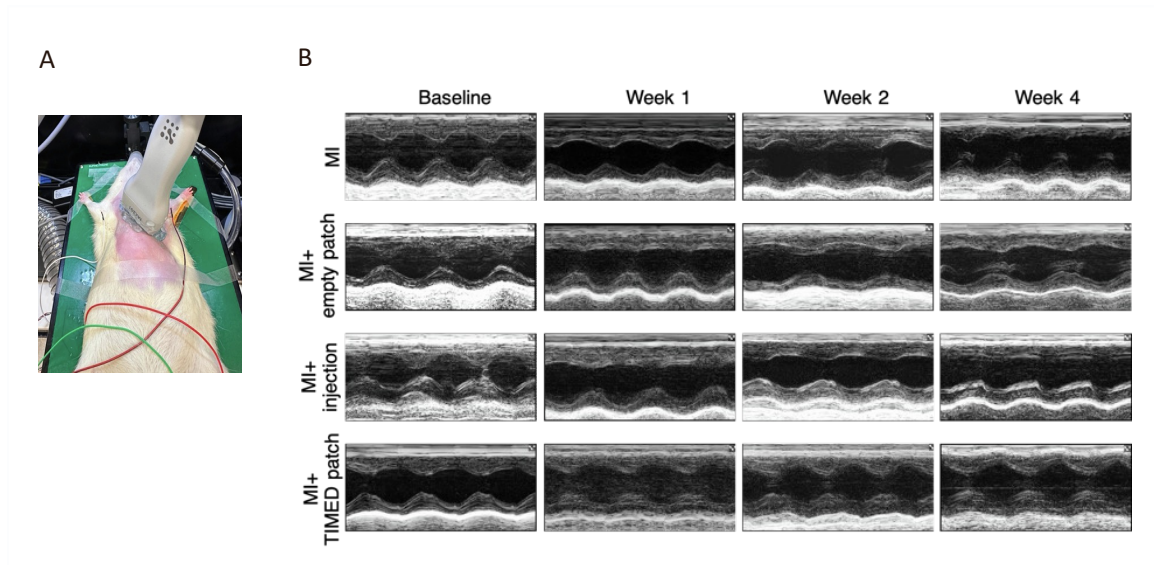 A
B
Baseline
Week 1
Week 2
Week 4
MI
MI+
empty patch
MI+
injection
MI+
TIMED patch